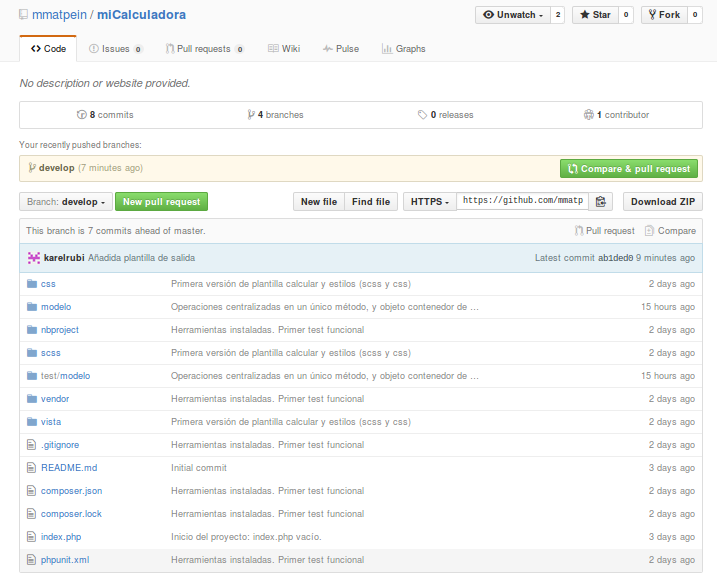 mmatpein / miCalculadora Unwatch 2 Star 0 Fork 0
Code Issues 0 Pull requests 0 Wiki Pulse Graphs
No description or website provided.
8 commits 4 branches 0 releases 1 contributor
Your recently pushed branches:
develop (7 minutes ago) Compare & pull request
Branch: develop New pull request New file Find file HTTPS https://github.com/mmatp Download ZIP
This branch is 7 commits ahead of master. Pull request Compare
karelrubi Añadida plantilla de salida Latest commit ab1ded0 9 minutes ago
css Primera versión de plantilla calcular y estilos (scss y css) 2 days ago
modelo Operaciones centralizadas en un único método, y objeto contenedor de ... 15 hours ago
nbproject Herramientas instaladas. Primer test funcional 2 days ago
scss Primera versión de plantilla calcular y estilos (scss y css) 2 days ago
test/modelo Operaciones centralizadas en un único método, y objeto contenedor de ... 15 hours ago
vendor Herramientas instaladas. Primer test funcional 2 days ago
vista Primera versión de plantilla calcular y estilos (scss y css) 2 days ago
.gitignore Herramientas instaladas. Primer test funcional 2 days ago
README.md Initial commit 3 days ago
composer.json Herramientas instaladas. Primer test funcional 2 days ago
composer.lock Herramientas instaladas. Primer test funcional 2 days ago
index.php Inicio del proyecto: index.php vacío. 3 days ago
phpunit.xml Herramientas instaladas. Primer test funcional 2 days ago